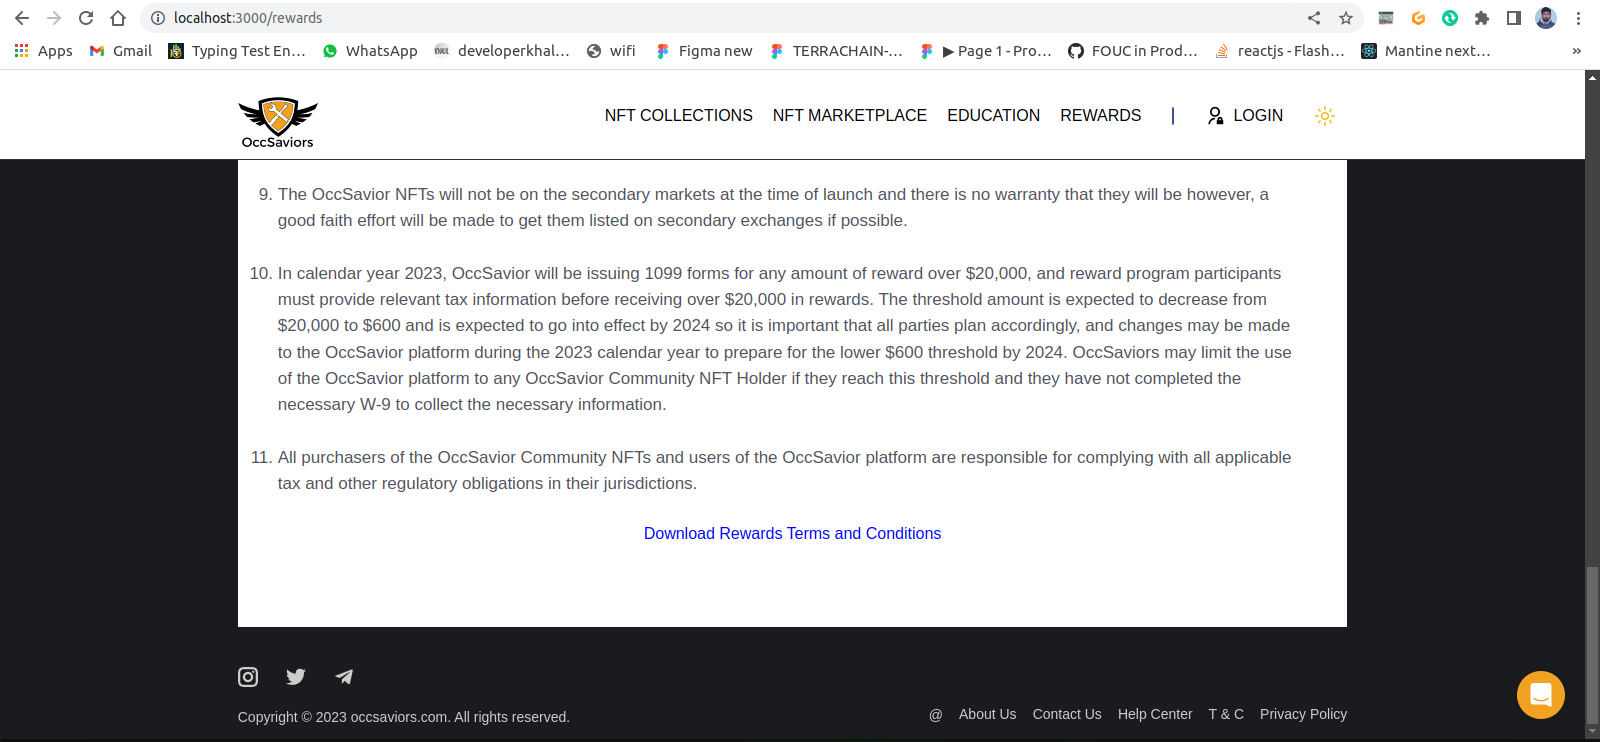 localhost:3000/rewards
Apps Gmail Typing Test En... WhatsApp developerkhal... wifi Figma new TERRACHAIN-... ▶ Page 1 - Pro... FOUC in Prod... reactjs - Flash... Mantine next... »
OccSaviors
NFT COLLECTIONS NFT MARKETPLACE EDUCATION REWARDS | LOGIN
9. The OccSavior NFTs will not be on the secondary markets at the time of launch and there is no warranty that they will be however, a
good faith effort will be made to get them listed on secondary exchanges if possible.
10. In calendar year 2023, OccSavior will be issuing 1099 forms for any amount of reward over $20,000, and reward program participants
must provide relevant tax information before receiving over $20,000 in rewards. The threshold amount is expected to decrease from
$20,000 to $600 and is expected to go into effect by 2024 so it is important that all parties plan accordingly, and changes may be made
to the OccSavior platform during the 2023 calendar year to prepare for the lower $600 threshold by 2024. OccSaviors may limit the use
of the OccSavior platform to any OccSavior Community NFT Holder if they reach this threshold and they have not completed the
necessary W-9 to collect the necessary information.
11. All purchasers of the OccSavior Community NFTs and users of the OccSavior platform are responsible for complying with all applicable
tax and other regulatory obligations in their jurisdictions.
Download Rewards Terms and Conditions
Copyright © 2023 occsaviors.com. All rights reserved.
@ About Us Contact Us Help Center T & C Privacy Policy